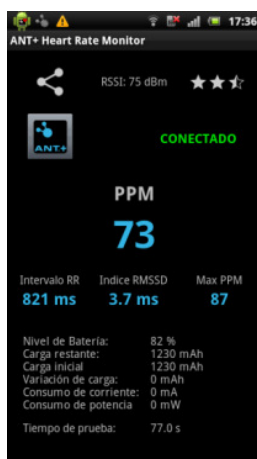 17:36
ANT+ Heart Rate Monitor
RSSI: 75 dBm
ANT+
CONECTADO
PPM
73
Intervalo RR Indice RMSSD Max PPM
821 ms 3.7 ms 87
Nivel de Batería: 82 %
Carga restante: 1230 mAh
Carga inicial 1230 mAh
Variación de carga: 0 mAh
Consumo de corriente: 0 mA
Consumo de potencia 0 mW
Tiempo de prueba: 77.0 s